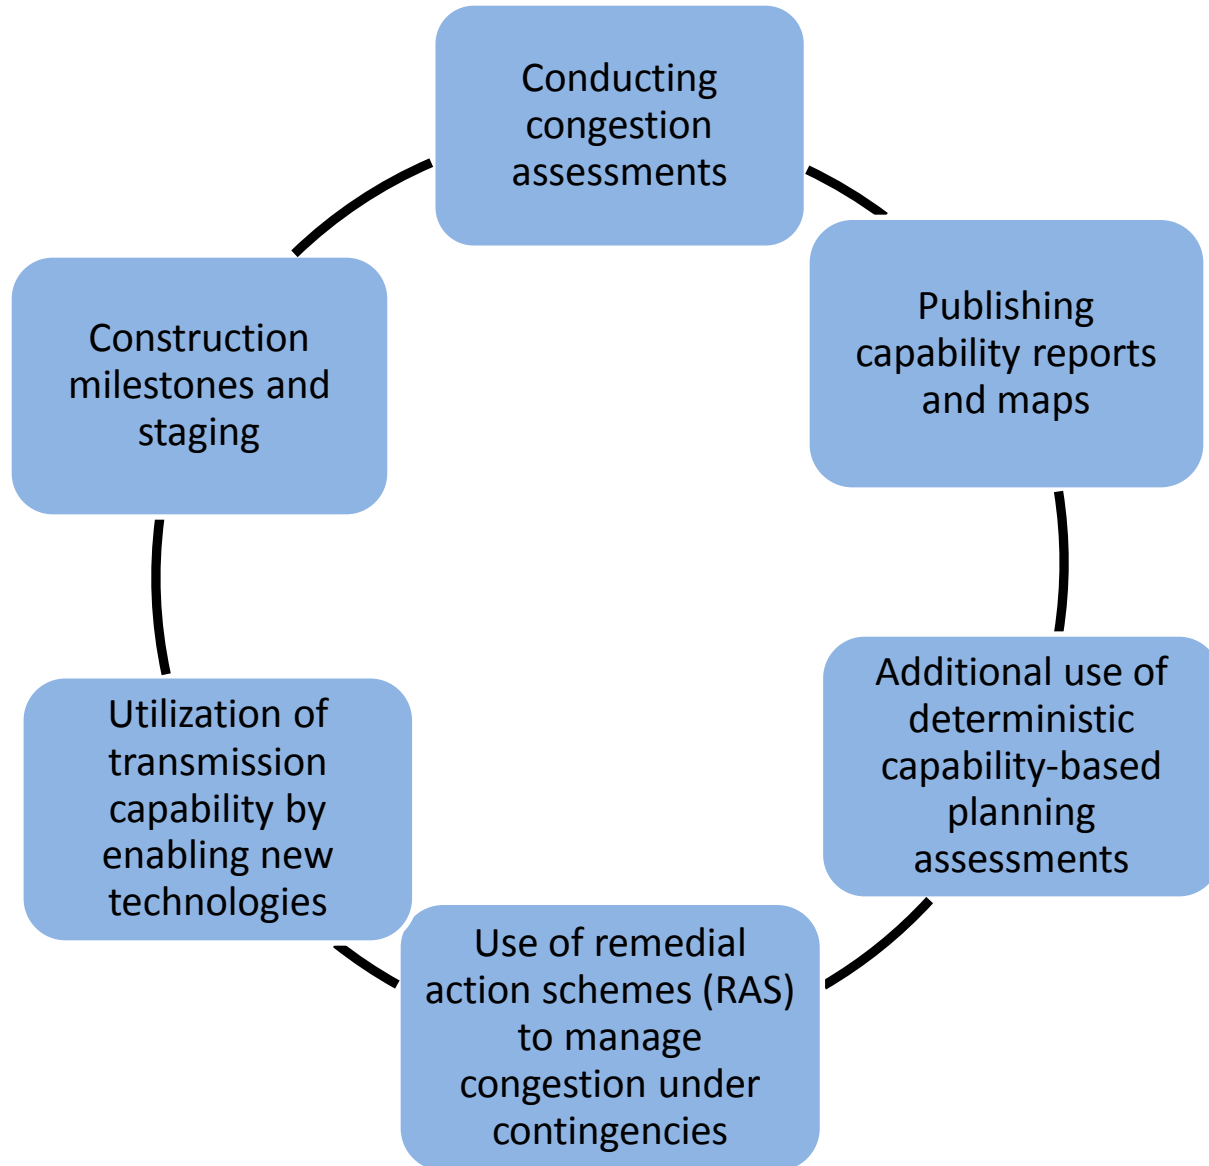 Conducting
congestion
assessments
Publishing
capability reports
and maps
Additional use of
deterministic
capability-based
planning
assessments
Use of remedial
action schemes (RAS)
to manage
congestion under
contingencies
Utilization of
transmission
capability by
enabling new
technologies
Construction
milestones and
staging